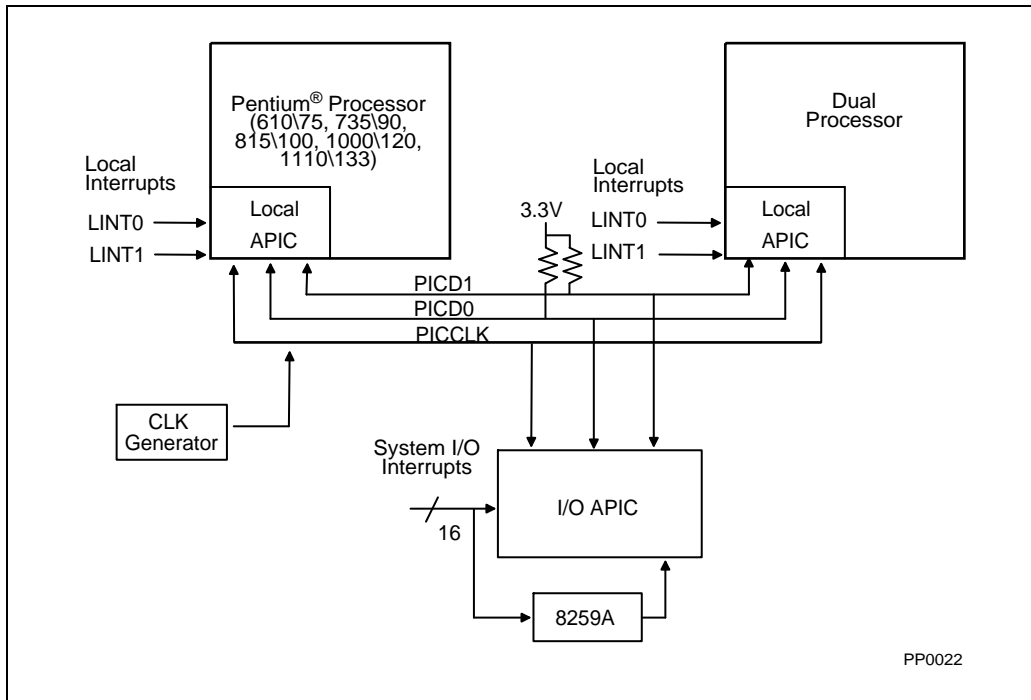 Pentium® Processor
(610\75, 735\90,
815\100, 1000\120,
1110\133)
Dual
Processor
Local
Interrupts
LINT0
LINT1
Local
APIC
3.3V
Local
Interrupts
LINT0
LINT1
Local
APIC
PICD1
PICD0
PICCLK
CLK
Generator
System I/O
Interrupts
16
I/O APIC
8259A
PP0022